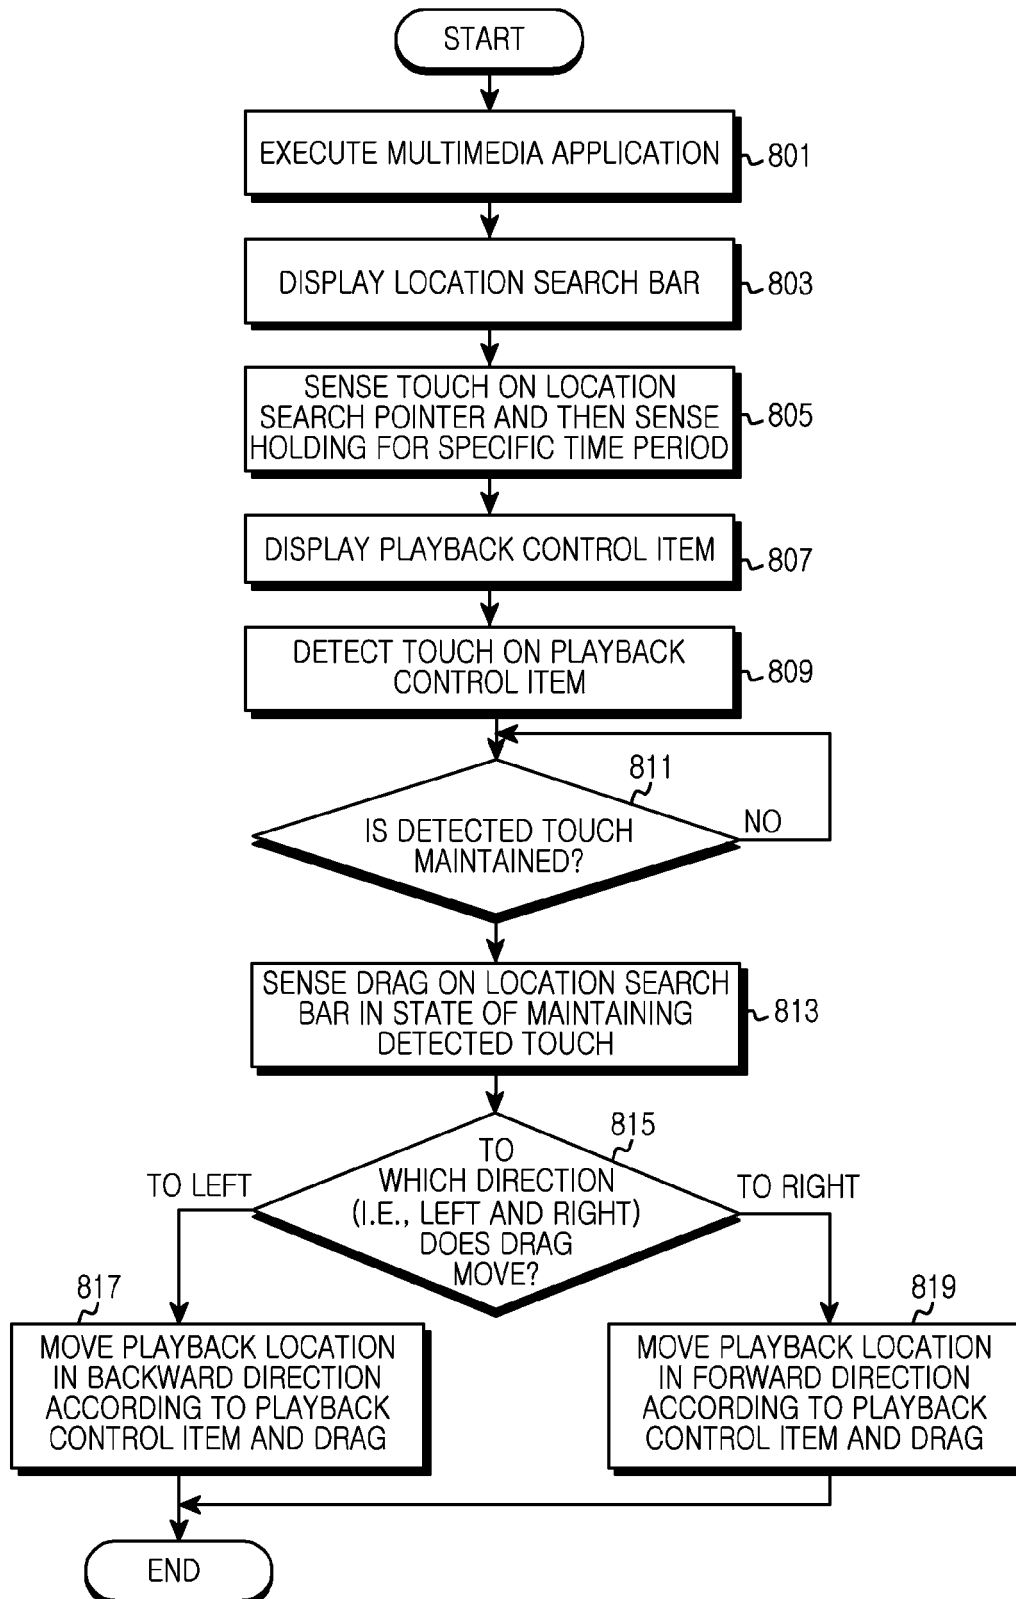 START
EXECUTE MULTIMEDIA APPLICATION
801
DISPLAY LOCATION SEARCH BAR
803
SENSE TOUCH ON LOCATION
SEARCH POINTER AND THEN SENSE
HOLDING FOR SPECIFIC TIME PERIOD
805
DISPLAY PLAYBACK CONTROL ITEM
807
DETECT TOUCH ON PLAYBACK
CONTROL ITEM
809
811
IS DETECTED TOUCH
MAINTAINED?
NO
SENSE DRAG ON LOCATION SEARCH
BAR IN STATE OF MAINTAINING
DETECTED TOUCH
813
815
TO
WHICH DIRECTION
(I.E., LEFT AND RIGHT)
DOES DRAG
MOVE?
TO LEFT
TO RIGHT
817
MOVE PLAYBACK LOCATION
IN BACKWARD DIRECTION
ACCORDING TO PLAYBACK
CONTROL ITEM AND DRAG
819
MOVE PLAYBACK LOCATION
IN FORWARD DIRECTION
ACCORDING TO PLAYBACK
CONTROL ITEM AND DRAG
END